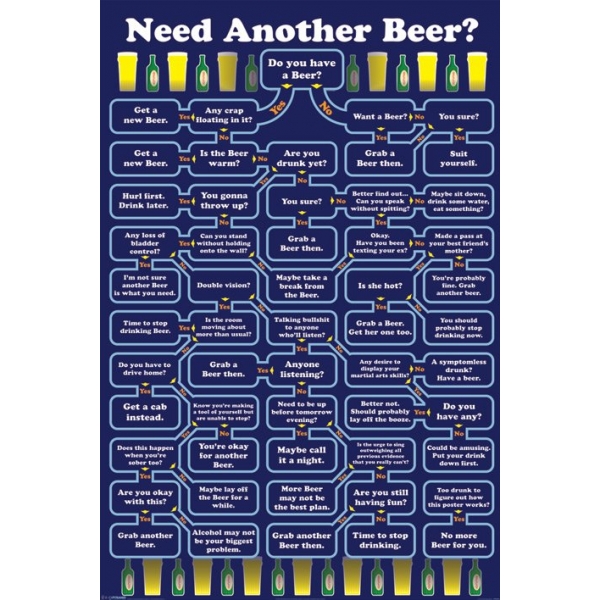 Need Another Beer?
Do you have
a Beer?
Yes
No
Get a
new Beer.
Yes
Any crap
floating in it?
Want a Beer?
No
You sure?
No
Yes
Yes
Get a
new Beer.
Yes
Is the Beer
warm?
No
Are you
drunk yet?
Grab a
Beer then.
Suit
yourself.
Yes
No
Hurl first.
Drink later.
Yes
You gonna
throw up?
You sure?
No
Better find out...
Can you speak
without spitting?
No
Maybe sit down,
drink some water,
eat something?
No
Yes
Yes
Any loss of
bladder
control?
Yes
Can you stand
without holding
onto the wall?
Grab a
Beer then.
Okay.
Have you been
texting your ex?
No
Made a pass at
your best friend's
mother?
Yes
No
Yes
Yes
No
I'm not sure
another Beer
is what you need.
Double vision?
Maybe take a
break from
the Beer.
Is she hot?
You're probably
fine. Grab
another beer.
Yes
No
Yes
No
Time to stop
drinking Beer.
Yes
Is the room
moving about
more than usual?
Talking bullshit
to anyone
who'll listen?
Grab a Beer.
Get her one too.
You should
probably stop
drinking now.
No
Yes
No
Do you have to
drive home?
Grab a
Beer then.
Yes
Anyone
listening?
Any desire to
display your
martial arts skills?
No
A symptomless
drunk?
Have a beer.
Yes
No
No
Yes
Get a cab
instead.
Know you're making
a tool of yourself but
are unable to stop?
Need to be up
before tomorrow
evening?
Better not.
Should probably
lay off the booze.
Yes
Do you
have any?
Yes
No
Yes
No
No
Does this happen
when you're
sober too?
You're okay
for another
Beer.
Maybe call
it a night.
Is the urge to sing
outweighing all
previous evidence
that you really can't?
Could be amusing.
Put your drink
down first.
Yes
No
Yes
No
Are you okay
with this?
Maybe lay off
the Beer for a
while.
More Beer
may not be
the best plan.
Are you still
having fun?
Too drunk to
figure out how
this poster works?
Yes
No
Yes
No
Yes
Grab another
Beer.
Alcohol may not
be your biggest
problem.
Grab another
Beer then.
Time to stop
drinking.
No more
Beer for you.